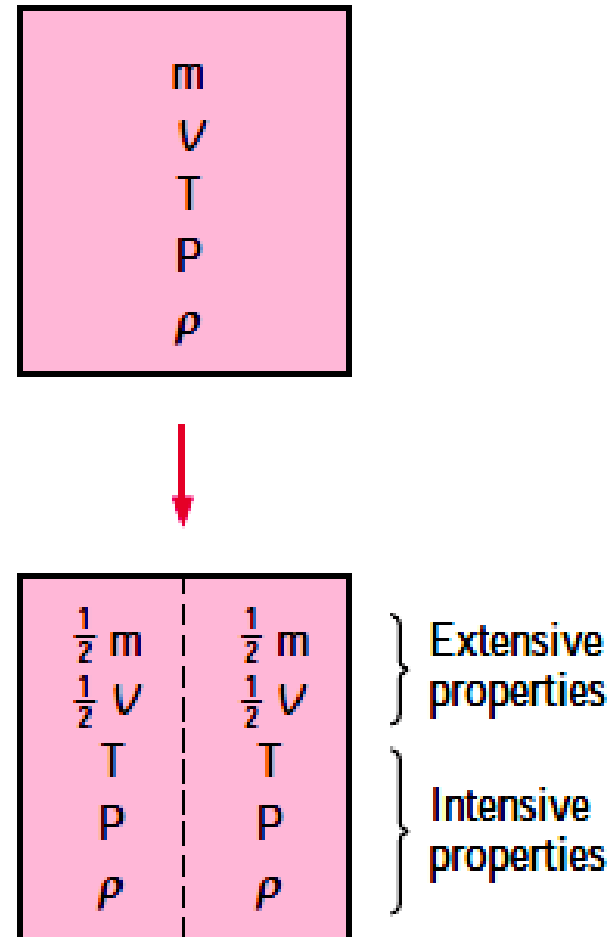 m
V
T
P
ρ
½ m ½ m
½ V ½ V
T T
P P
ρ ρ
Extensive
properties
Intensive
properties